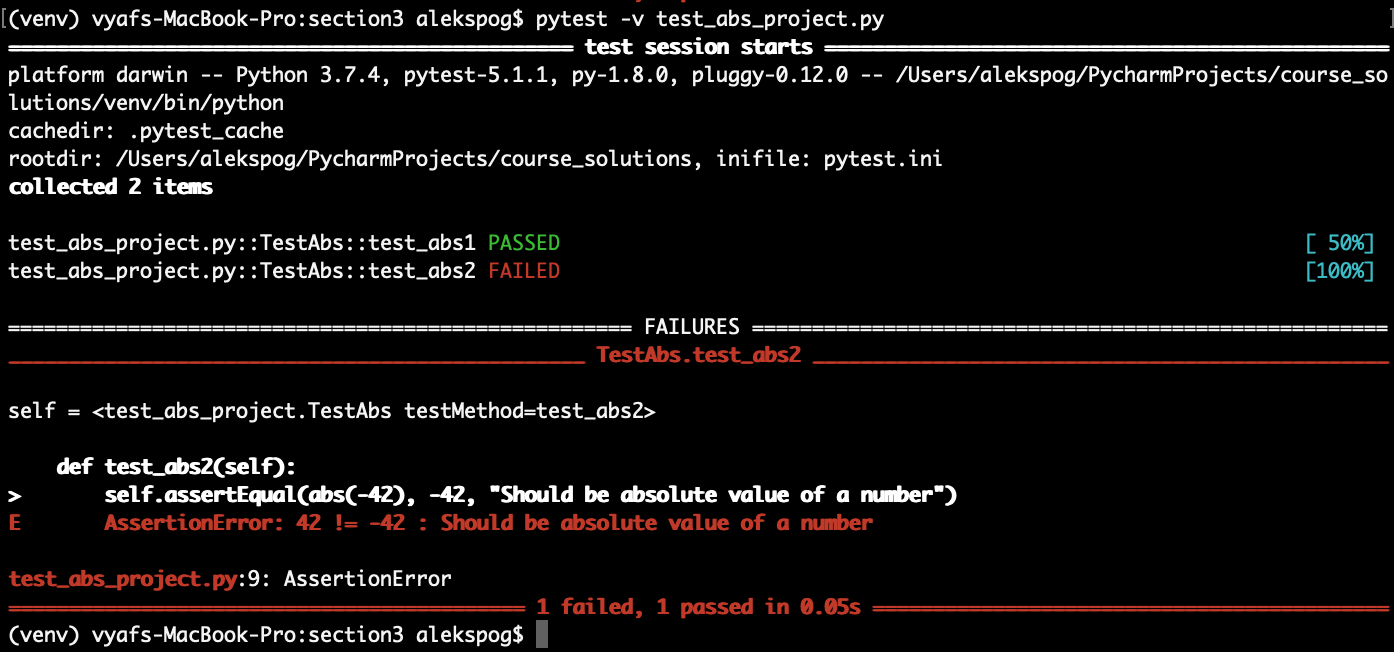 (venv) vyafs-MacBook-Pro:section3 alekspog$ pytest -v test_abs_project.py
=============================================== test session starts ===============================================
platform darwin -- Python 3.7.4, pytest-5.1.1, py-1.8.0, pluggy-0.12.0 -- /Users/alekspog/PycharmProjects/course_so
lutions/venv/bin/python
cachedir: .pytest_cache
rootdir: /Users/alekspog/PycharmProjects/course_solutions, inifile: pytest.ini
collected 2 items
test_abs_project.py::TestAbs::test_abs1 PASSED [ 50%]
test_abs_project.py::TestAbs::test_abs2 FAILED [100%]
==================================================== FAILURES =====================================================
________________________________________________ TestAbs.test_abs2 ________________________________________________
self = <test_abs_project.TestAbs testMethod=test_abs2>
    def test_abs2(self):
>       self.assertEqual(abs(-42), -42, "Should be absolute value of a number")
E       AssertionError: 42 != -42 : Should be absolute value of a number
test_abs_project.py:9: AssertionError
=========================================== 1 failed, 1 passed in 0.05s ===========================================
(venv) vyafs-MacBook-Pro:section3 alekspog$